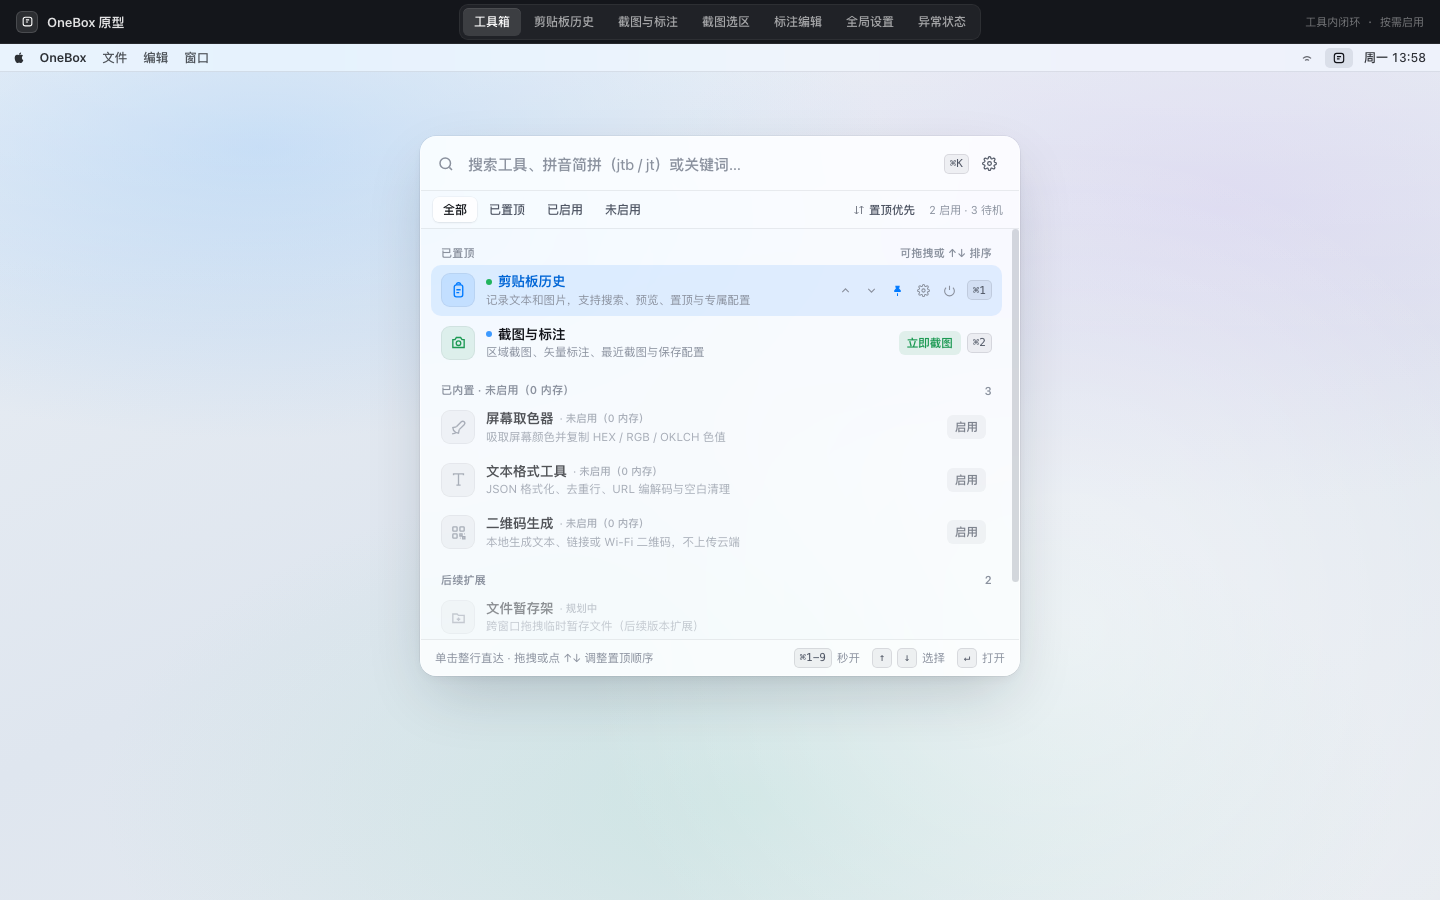 OneBox 原型
工具箱 剪贴板历史 截图与标注 截图选区 标注编辑 全局设置 异常状态
工具内闭环 · 按需启用
OneBox 文件 编辑 窗口
周一 13:58
搜索工具、拼音简拼（jtb / jt）或关键词...
⌘K
全部 已置顶 已启用 未启用
置顶优先 2 启用 · 3 待机
已置顶 可拖拽或 ↑↓ 排序
剪贴板历史
记录文本和图片，支持搜索、预览、置顶与专属配置
⌘1
截图与标注
区域截图、矢量标注、最近截图与保存配置
立即截图 ⌘2
已内置 · 未启用（0 内存） 3
屏幕取色器 · 未启用（0 内存）
吸取屏幕颜色并复制 HEX / RGB / OKLCH 色值
启用
文本格式工具 · 未启用（0 内存）
JSON 格式化、去重行、URL 编解码与空白清理
启用
二维码生成 · 未启用（0 内存）
本地生成文本、链接或 Wi-Fi 二维码，不上传云端
启用
后续扩展 2
文件暂存架 · 规划中
跨窗口拖拽临时暂存文件（后续版本扩展）
单击整行直达 · 拖拽或点 ↑↓ 调整置顶顺序
⌘1–9 秒开 ↑ ↓ 选择 ↵ 打开